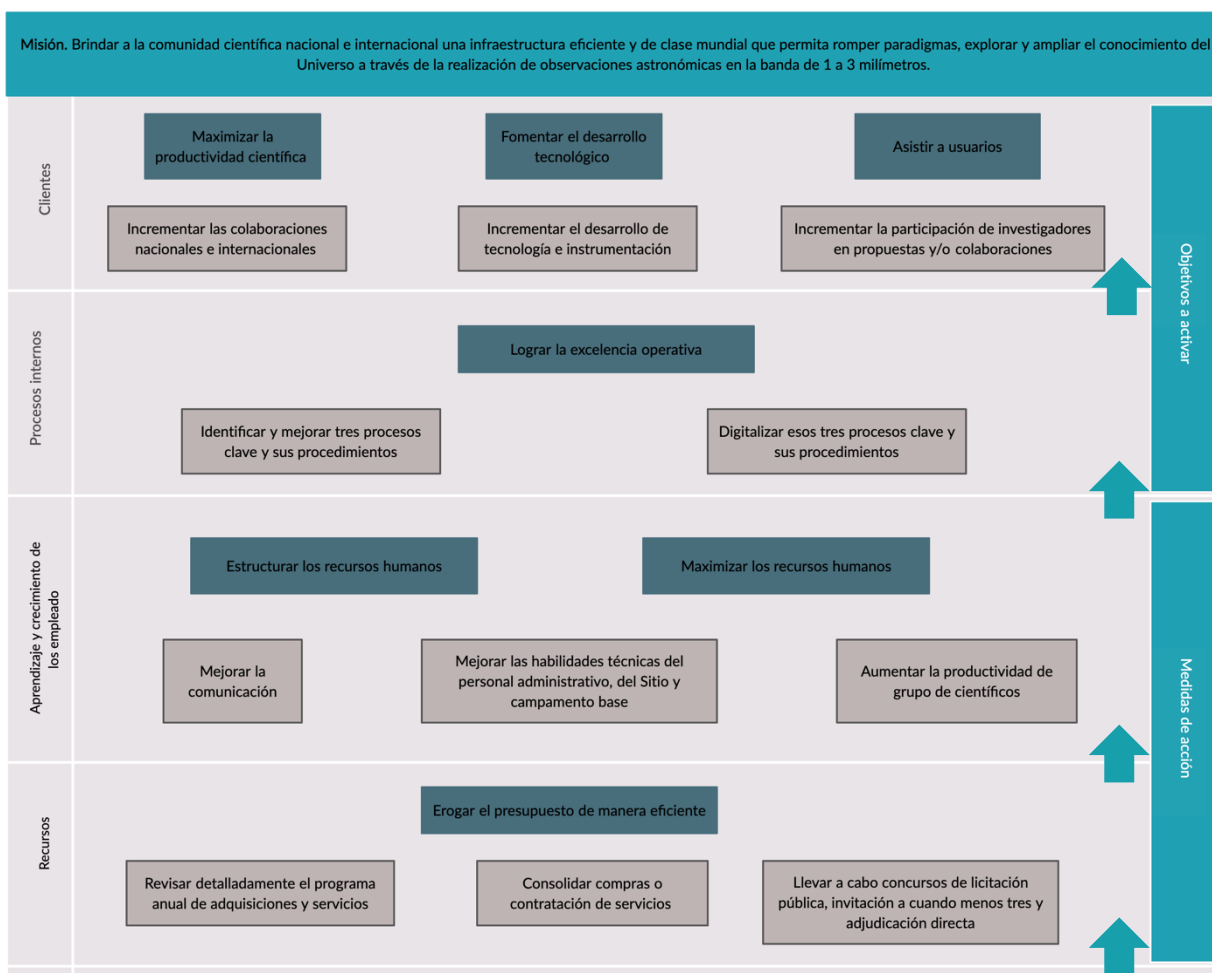 Misión. Brindar a la comunidad científica nacional e internacional una infraestructura eficiente y de clase mundial que permita romper paradigmas, explorar y ampliar el conocimiento del
Universo a través de la realización de observaciones astronómicas en la banda de 1 a 3 milímetros.
Clientes
Maximizar la
productividad científica
Fomentar el desarrollo
tecnológico
Asistir a usuarios
Incrementar las colaboraciones
nacionales e internacionales
Incrementar el desarrollo de
tecnología e instrumentación
Incrementar la participación de investigadores
en propuestas y/o colaboraciones
Objetivos a activar
Procesos internos
Lograr la excelencia operativa
Identificar y mejorar tres procesos
clave y sus procedimientos
Digitalizar esos tres procesos clave y
sus procedimientos
Aprendizaje y crecimiento de
los empleado
Estructurar los recursos humanos
Maximizar los recursos humanos
Mejorar la
comunicación
Mejorar las habilidades técnicas del
personal administrativo, del Sitio y
campamento base
Aumentar la productividad de
grupo de científicos
Medidas de acción
Recursos
Erogar el presupuesto de manera eficiente
Revisar detalladamente el programa
anual de adquisiciones y servicios
Consolidar compras o
contratación de servicios
Llevar a cabo concursos de licitación
pública, invitación a cuando menos tres y
adjudicación directa